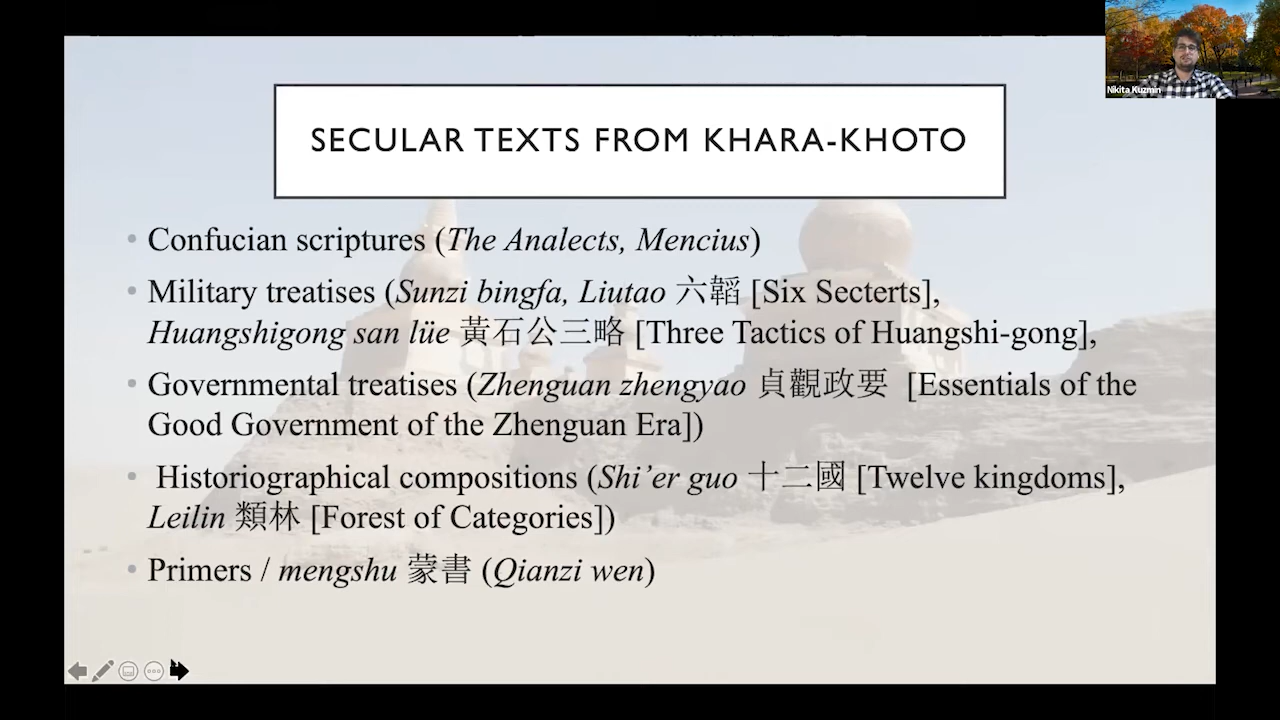 Nikita Kuzmin
SECULAR TEXTS FROM KHARA-KHOTO
• Confucian scriptures (The Analects, Mencius)
• Military treatises (Sunzi bingfa, Liutao 六韜 [Six Secterts],
Huangshigong san lüe 黃石公三略 [Three Tactics of Huangshi-gong],
• Governmental treatises (Zhenguan zhengyao 貞觀政要 [Essentials of the
Good Government of the Zhenguan Era])
• Historiographical compositions (Shi’er guo 十二國 [Twelve kingdoms],
Leilin 類林 [Forest of Categories])
• Primers / mengshu 蒙書 (Qianzi wen)